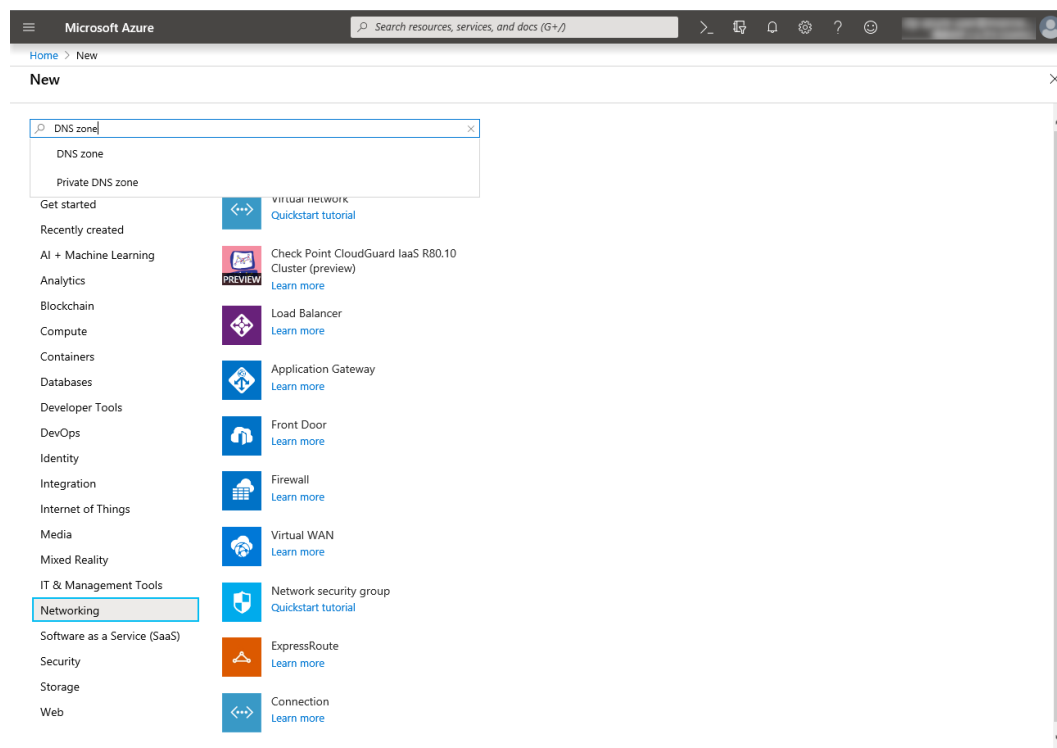 Microsoft Azure
Search resources, services, and docs (G+/)
Home > New
New
DNS zone
DNS zone
Private DNS zone
Get started
Recently created
AI + Machine Learning
Analytics
Blockchain
Compute
Containers
Databases
Developer Tools
DevOps
Identity
Integration
Internet of Things
Media
Mixed Reality
IT & Management Tools
Networking
Software as a Service (SaaS)
Security
Storage
Web
Virtual network
Quickstart tutorial
Check Point CloudGuard IaaS R80.10
Cluster (preview)
Learn more
PREVIEW
Load Balancer
Learn more
Application Gateway
Learn more
Front Door
Learn more
Firewall
Learn more
Virtual WAN
Learn more
Network security group
Quickstart tutorial
ExpressRoute
Learn more
Connection
Learn more